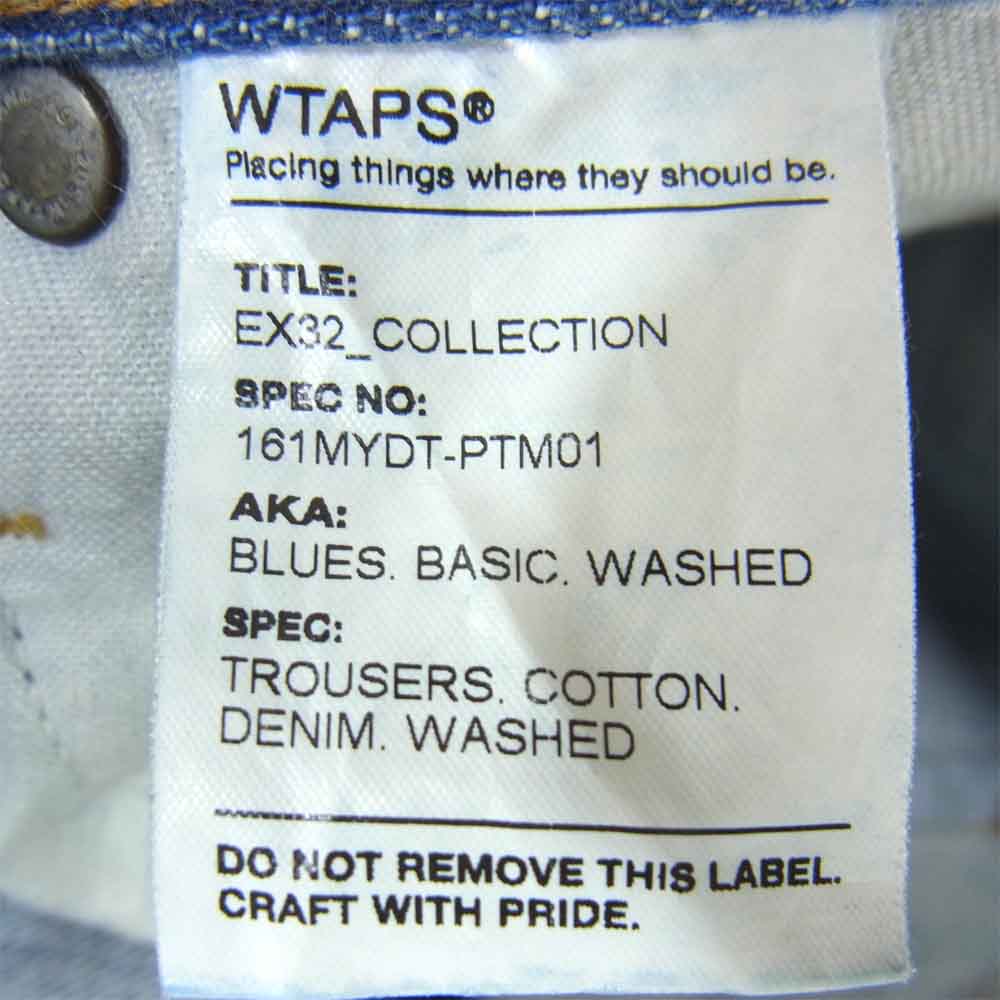 WTAPS®
Placing things where they should be.
TITLE:
EX32_COLLECTION
SPEC NO:
161MYDT-PTM01
AKA:
BLUES. BASIC. WASHED
SPEC:
TROUSERS. COTTON.
DENIM. WASHED
DO NOT REMOVE THIS LABEL.
CRAFT WITH PRIDE.